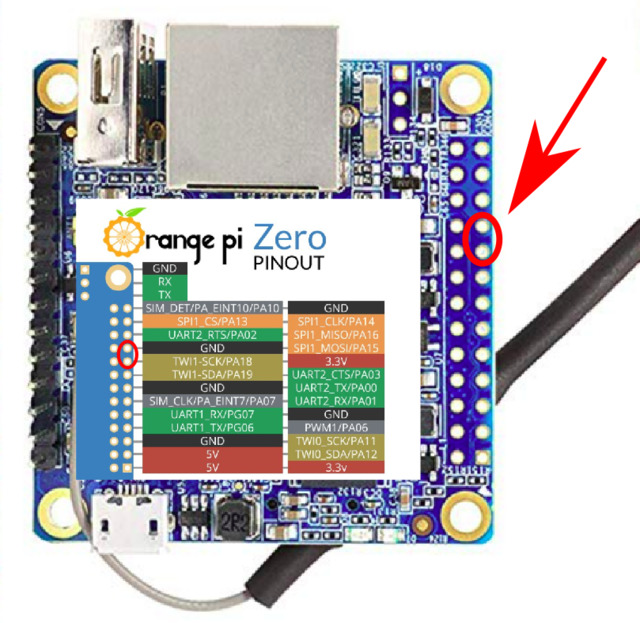 D18
range pi Zero
PINOUT
GND
RX
TX
SIM_DET/PA_EINT10/PA10 GND
SPI1_CS/PA13 SPI1_CLK/PA14
UART2_RTS/PA02 SPI1_MISO/PA16
GND SPI1_MOSI/PA15
TWI1-SCK/PA18 3.3V
TWI1-SDA/PA19 UART2_CTS/PA03
GND UART2_TX/PA00
SIM_CLK/PA_EINT7/PA07 UART2_RX/PA01
UART1_RX/PG07 GND
UART1_TX/PG06 PWM1/PA06
GND TWI0_SCK/PA11
5V TWI0_SDA/PA12
5V 3.3v
2R2